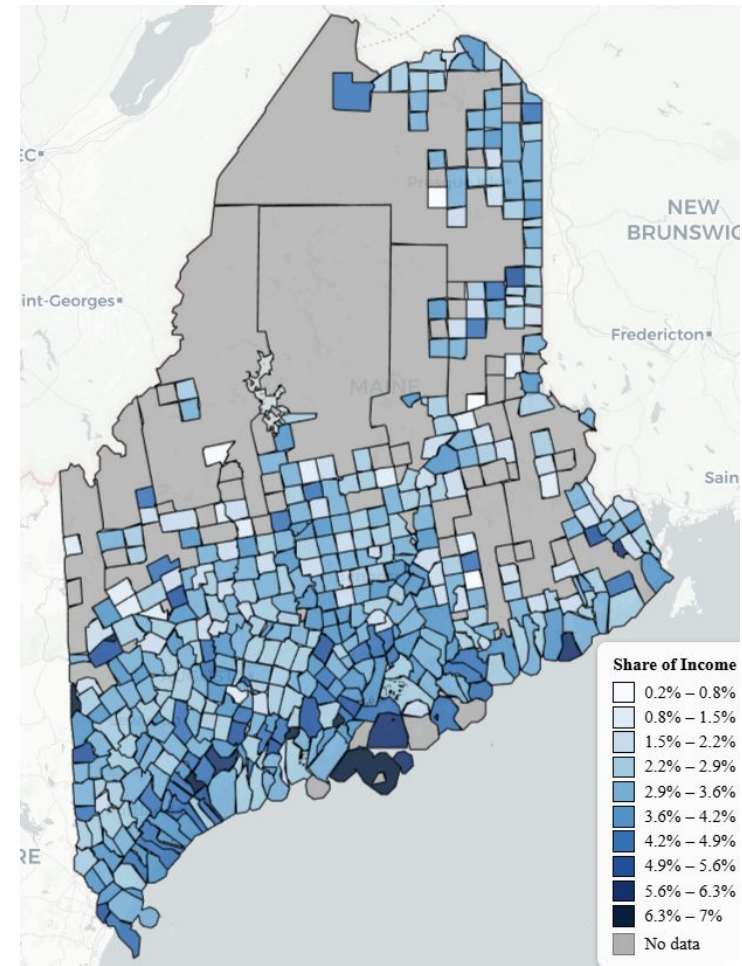 EC
NEW
BRUNSWIC
int-Georges
Fredericton
MAINE
Sain
RE
Share of Income
0.2% – 0.8%
0.8% – 1.5%
1.5% – 2.2%
2.2% – 2.9%
2.9% – 3.6%
3.6% – 4.2%
4.2% – 4.9%
4.9% – 5.6%
5.6% – 6.3%
6.3% – 7%
No data